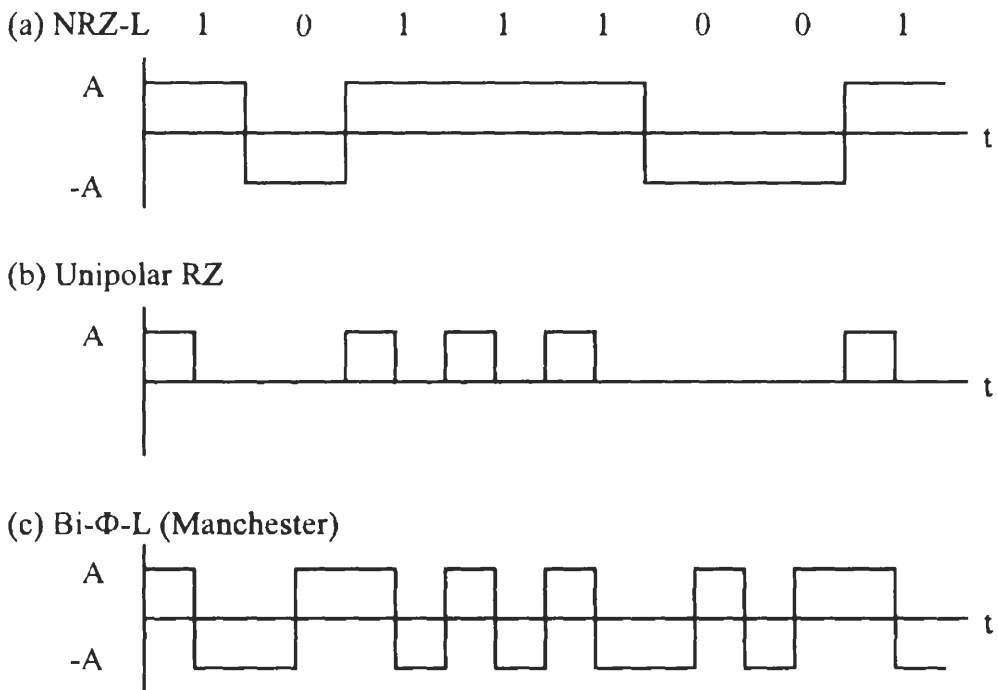 (a) NRZ-L 1 0 1 1 1 0 0 1
A
t
-A
(b) Unipolar RZ
A
t
(c) Bi-Φ-L (Manchester)
A
t
-A